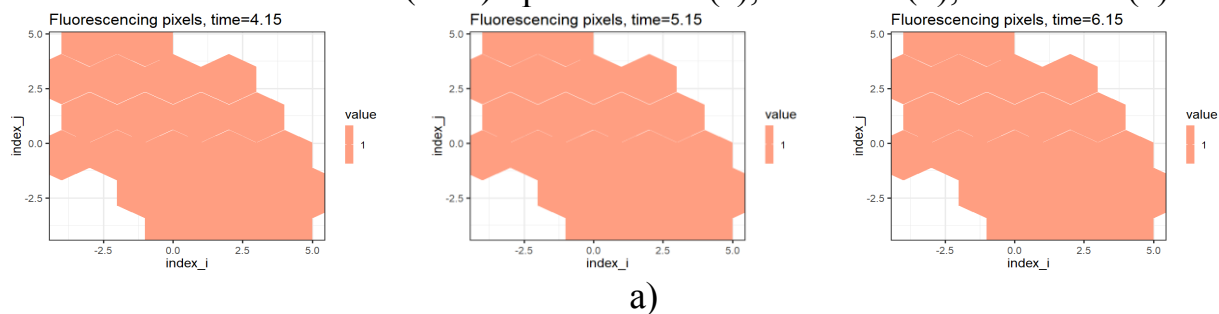 Fluorescencing pixels, time=4.15 Fluorescencing pixels, time=5.15 Fluorescencing pixels, time=6.15
5.0 5.0 5.0
2.5 2.5 2.5
value value value
index_j index_j index_j
0.0 1 0.0 1 0.0 1
-2.5 -2.5 -2.5
-2.5 0.0 2.5 5.0 -2.5 0.0 2.5 5.0 -2.5 0.0 2.5 5.0
index_i index_i index_i
a)